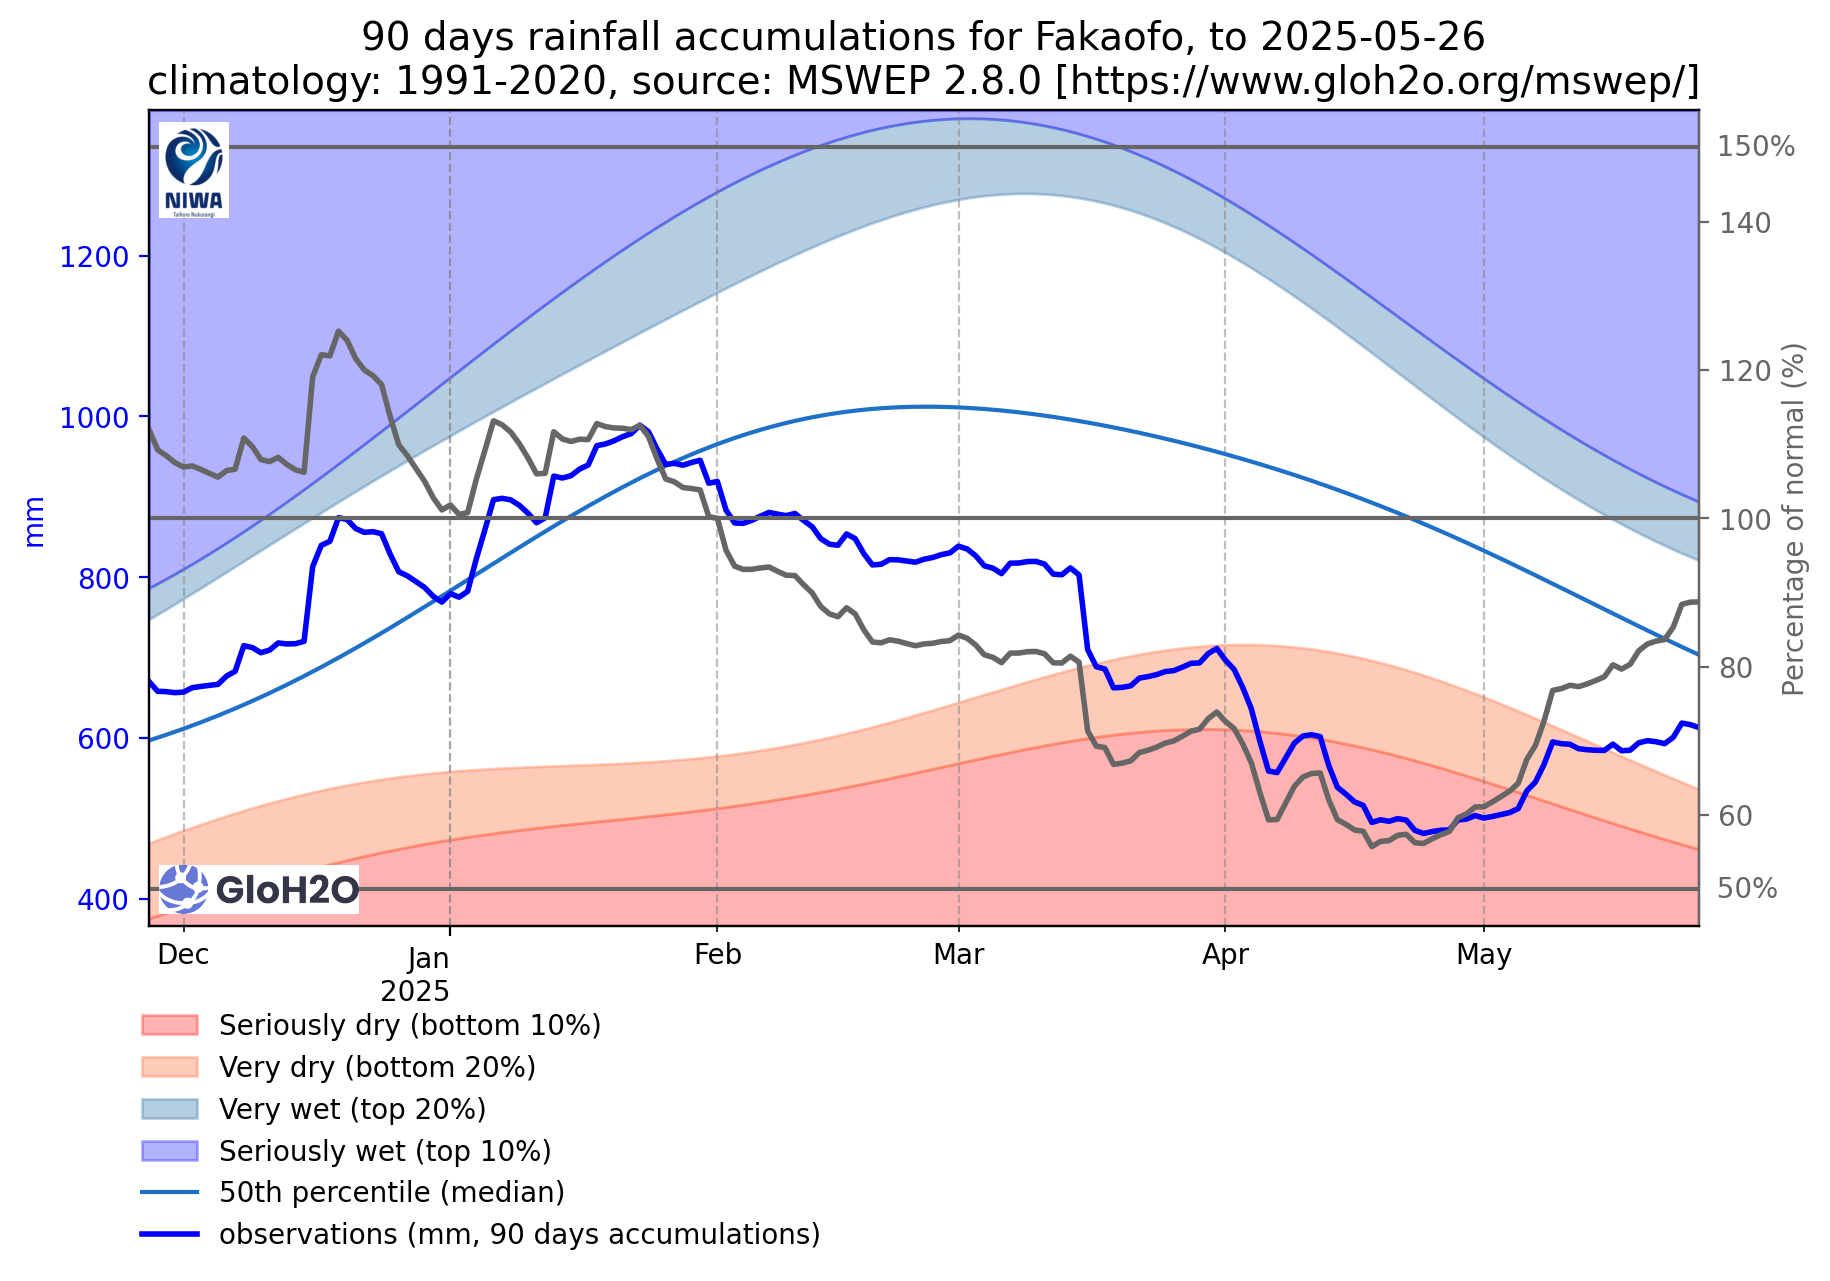 90 days rainfall accumulations for Fakaofo, to 2025-05-26
climatology: 1991-2020, source: MSWEP 2.8.0 [https://www.gloh2o.org/mswep/]
NIWA
Taihoro Nukurangi
150%
140
1200
120
1000
Percentage of normal (%)
mm
100
800
80
600
60
GloH2O
50%
400
Dec
Jan
2025
Feb
Mar
Apr
May
Seriously dry (bottom 10%)
Very dry (bottom 20%)
Very wet (top 20%)
Seriously wet (top 10%)
50th percentile (median)
observations (mm, 90 days accumulations)